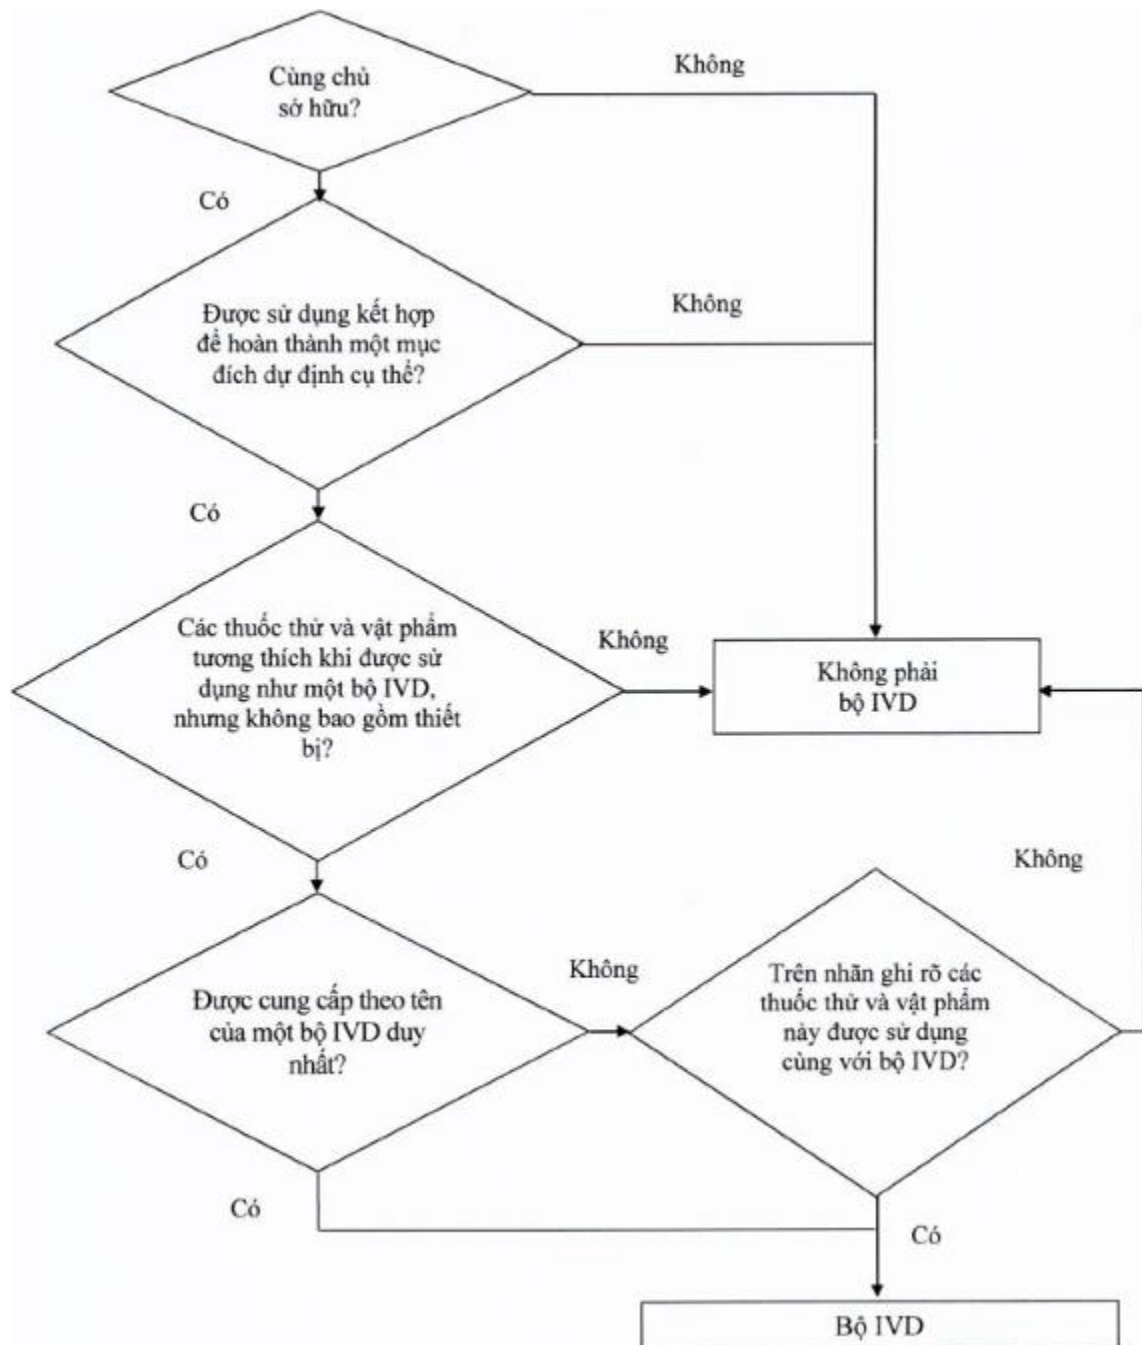 Cùng chủ
sở hữu?
Không
Có
Được sử dụng kết hợp
để hoàn thành một mục
đích dự định cụ thể?
Không
Có
Các thuốc thử và vật phẩm
tương thích khi được sử
dụng như một bộ IVD,
nhưng không bao gồm thiết
bị?
Không
Không phải
bộ IVD
Có
Không
Được cung cấp theo tên
của một bộ IVD duy
nhất?
Không
Trên nhãn ghi rõ các
thuốc thử và vật phẩm
này được sử dụng
cùng với bộ IVD?
Có
Có
Bộ IVD